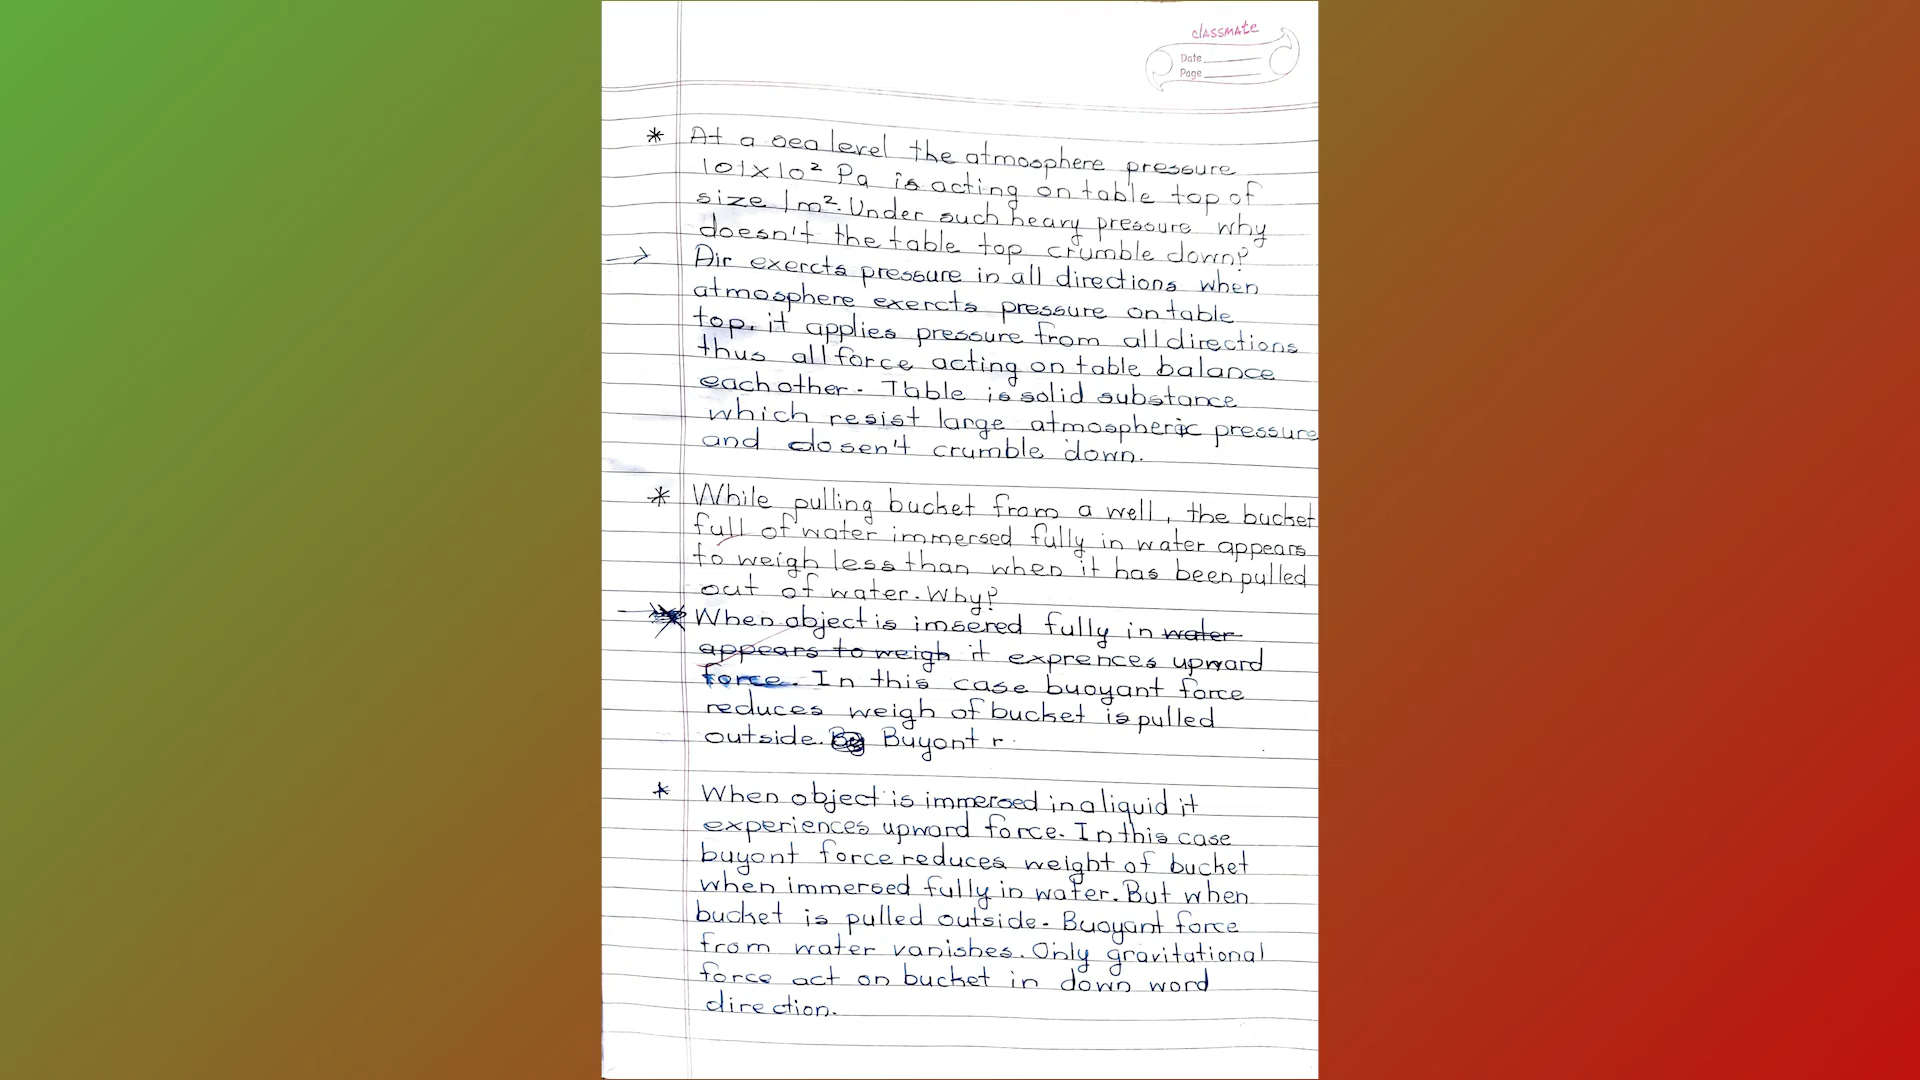 classmate
Date
Page
* At a sea level the atmosphere pressure
101x10² Pa is acting on table top of
size 1m². Under such heavy pressure why
doesn't the table top crumble down?
→ Air exercts pressure in all directions when
atmosphere exercts pressure on table
top, it applies pressure from all directions
thus all force acting on table balance
each other. Table is solid substance
which resist large atmospheric pressure
and dosen't crumble down.
* While pulling bucket from a well, the bucket
full of water immersed fully in water appears
to weigh less than when it has been pulled
out of water. Why?
→ When object is imsered fully in water
appears to weigh it exprences upward
force. In this case buoyant force
reduces weigh of bucket is pulled
outside. Buyont r
* When object is immersed in a liquid it
experiences upward force. In this case
buyont force reduces weight of bucket
when immersed fully in water. But when
bucket is pulled outside. Buoyant force
from water vanishes. Only gravitational
force act on bucket in down word
direction.